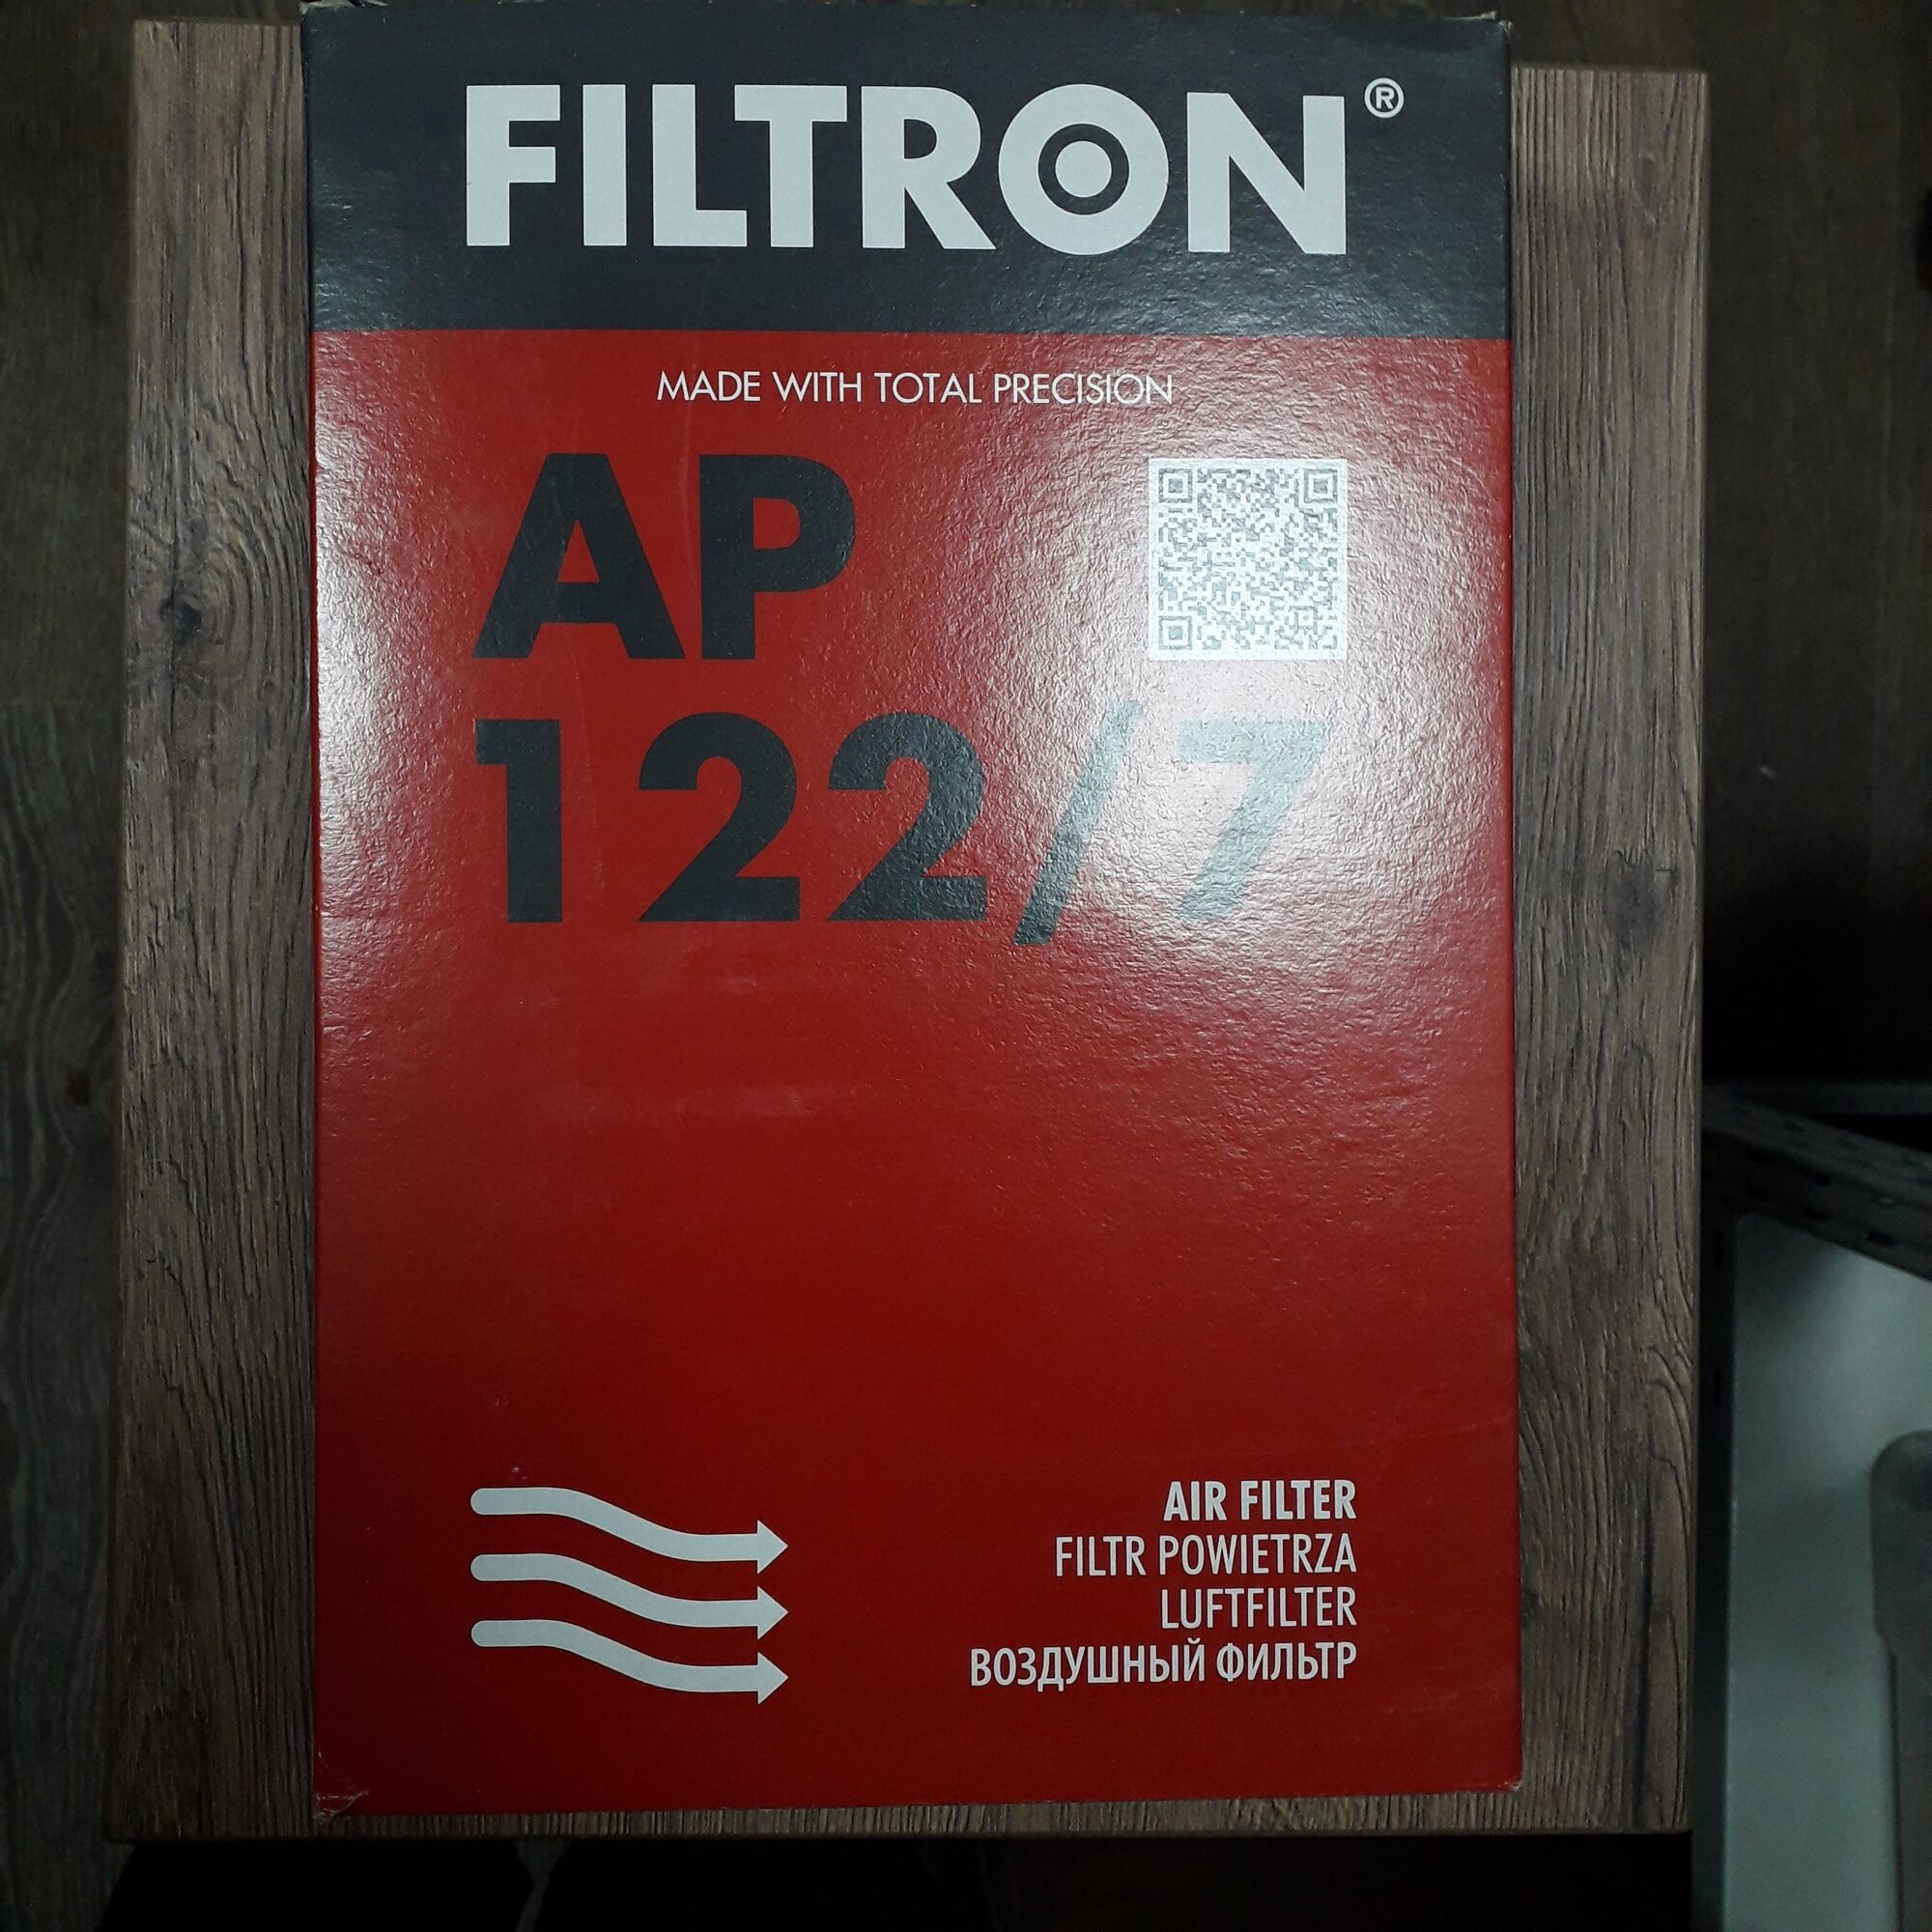 FILTRON®
MADE WITH TOTAL PRECISION
AP
122/7
AIR FILTER
FILTR POWIETRZA
LUFTFILTER
ВОЗДУШНЫЙ ФИЛЬТР